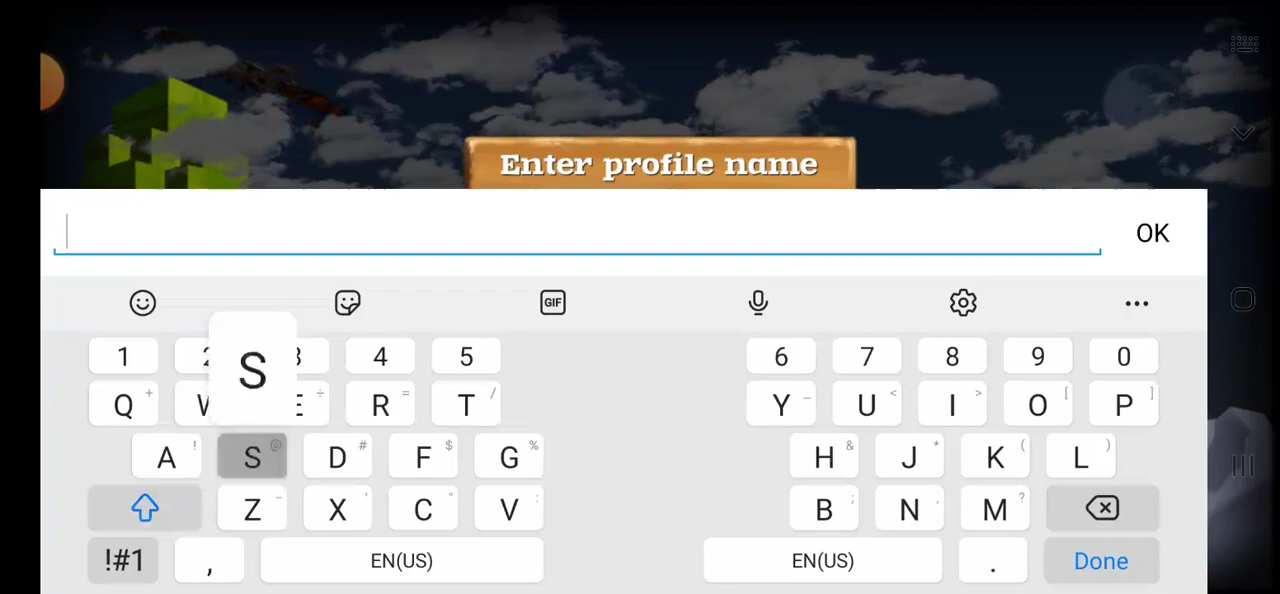 Enter profile name
OK
GIF
1 2 3 4 5 6 7 8 9 0
S
Q + W E ÷ R = T / Y _ U < I > O [ P ]
A ! S @ D # F $ G % H & J * K ( L )
Z - X ' C " V : B ; N , M ?
!#1 , EN(US) EN(US) . Done